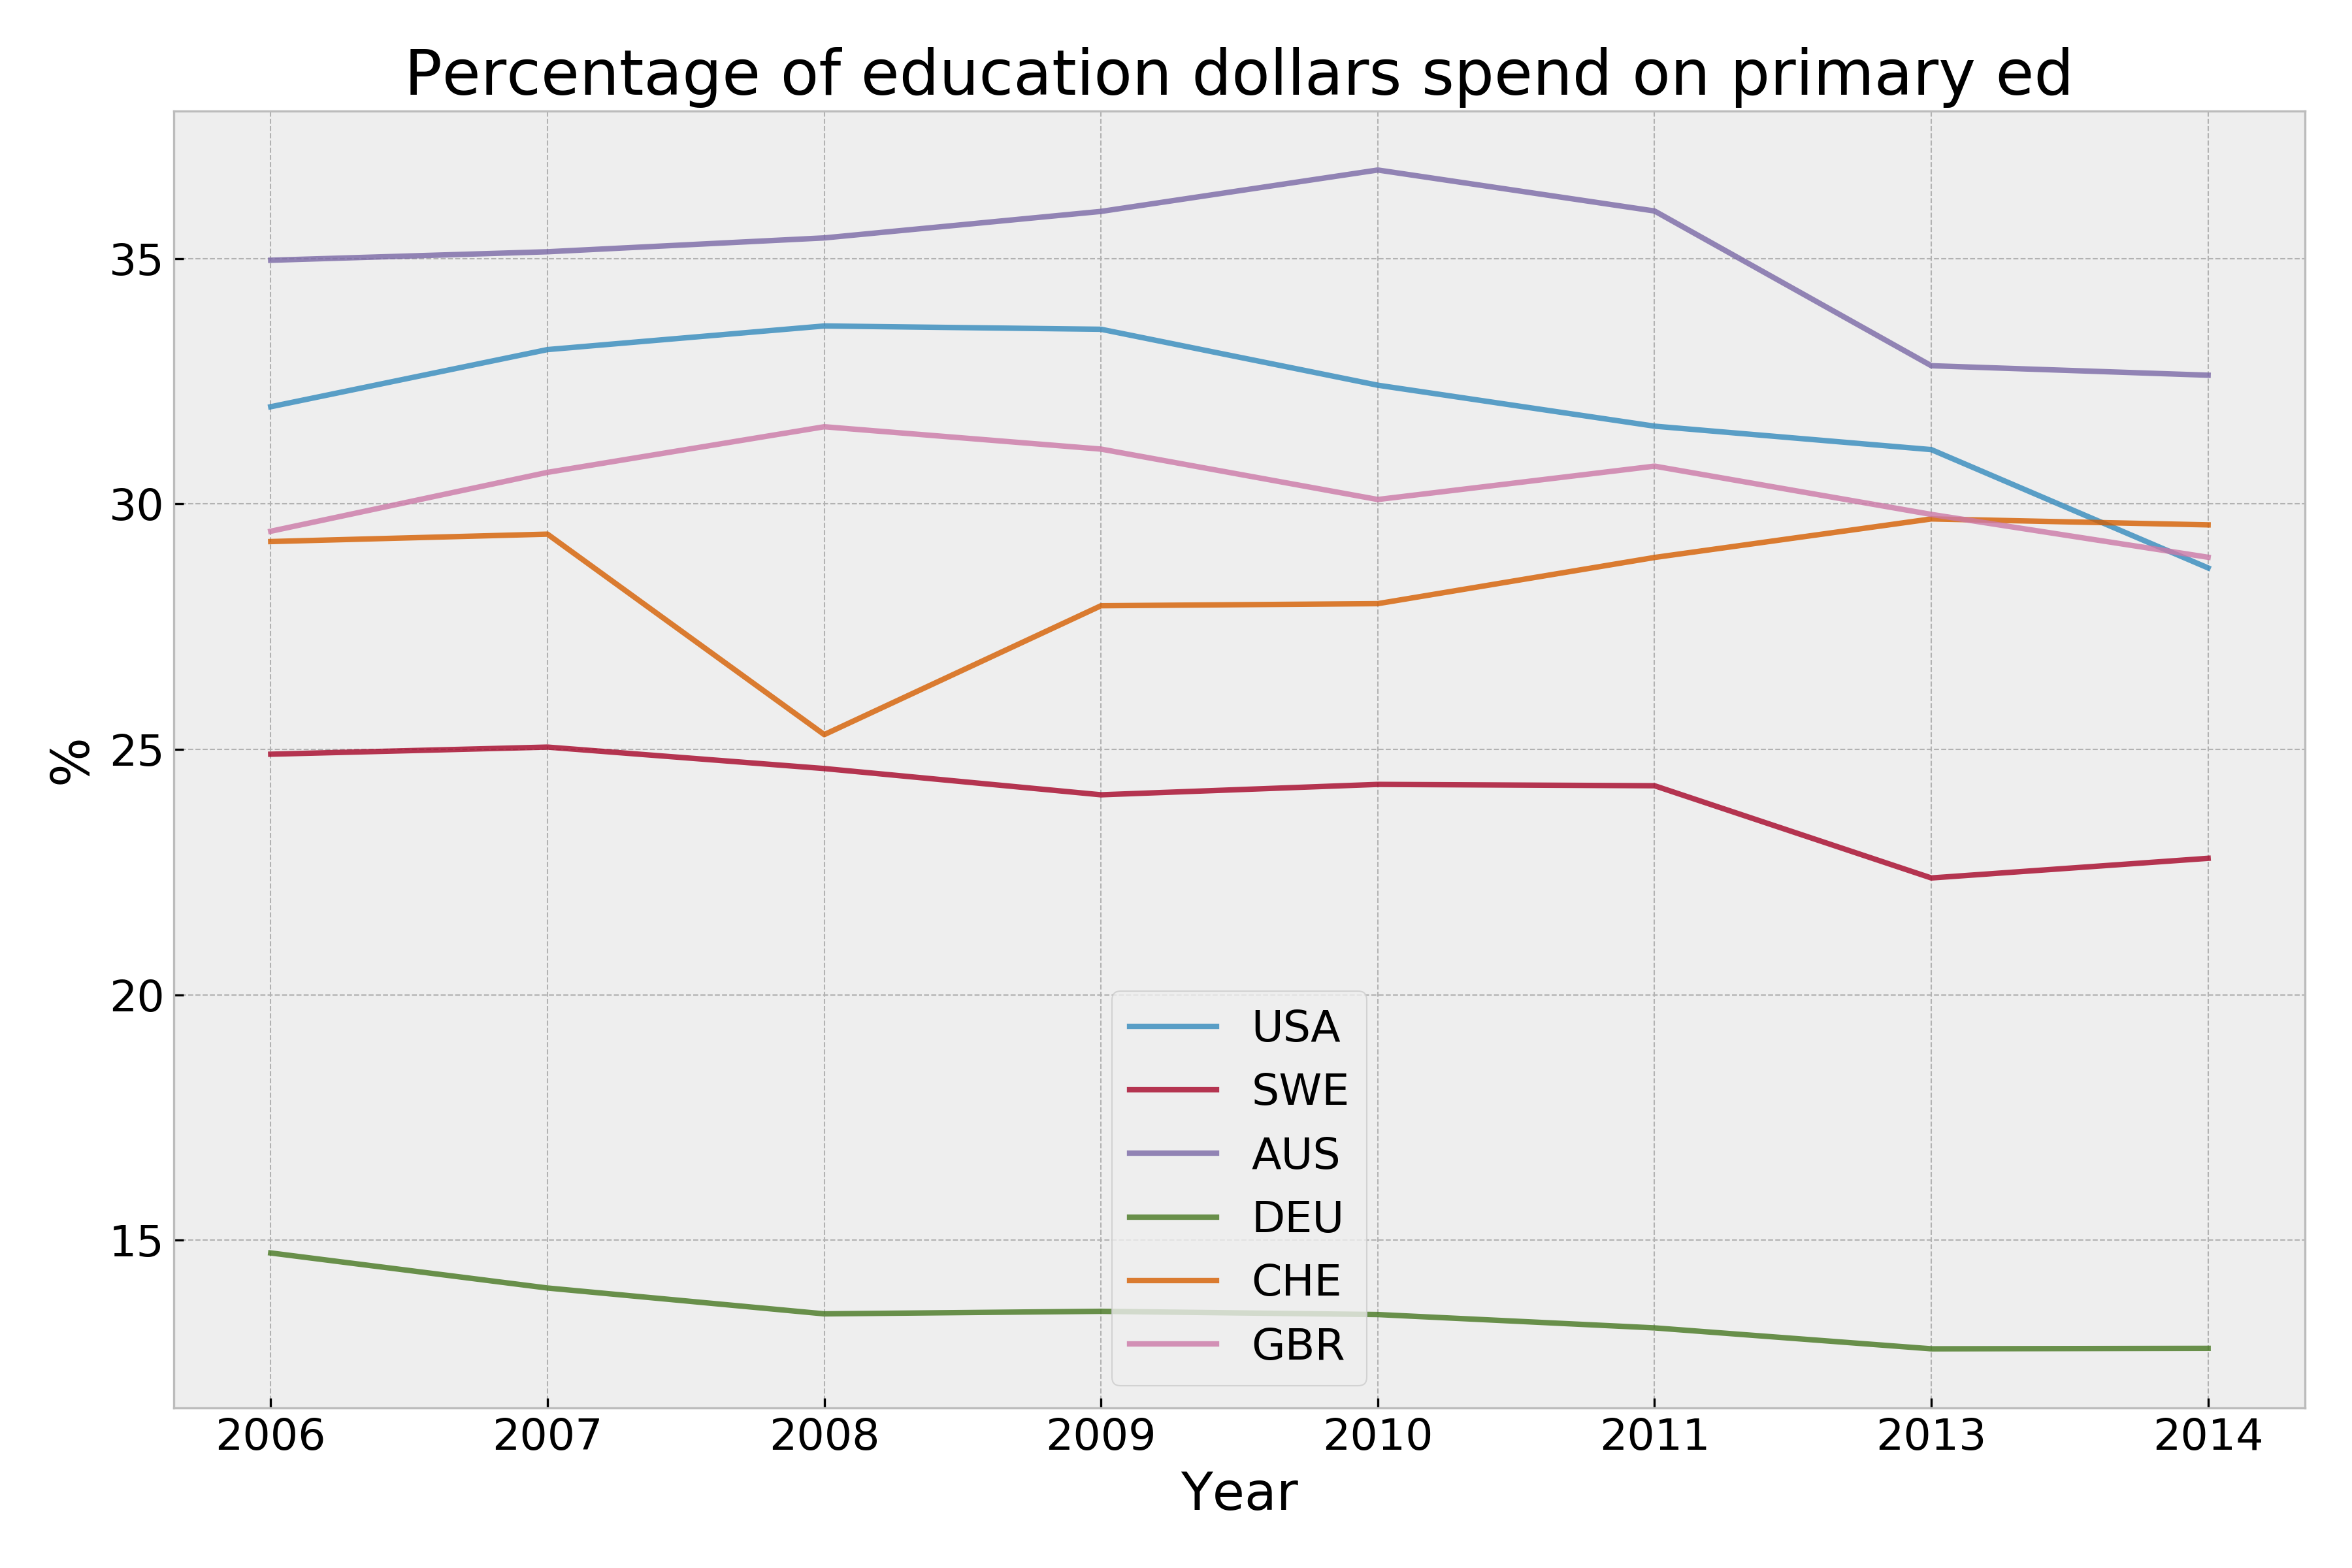 Percentage of education dollars spend on primary ed
35
30
25
20
15
%
USA
SWE
AUS
DEU
CHE
GBR
2006 2007 2008 2009 2010 2011 2013 2014
Year